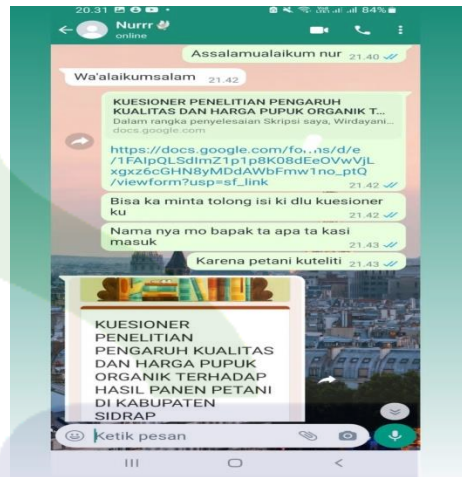 20.31
84%
Nurrr
online
Assalamualaikum nur 21.40
Wa'alaikumsalam 21.42
KUESIONER PENELITIAN PENGARUH
KUALITAS DAN HARGA PUPUK ORGANIK T...
Dalam rangka penyelesaian Skripsi saya, Wirdayani...
docs.google.com
https://docs.google.com/forms/d/e
/1FAIpQLSdImZ1p1p8K08dEeOVwVjL
xgxz6cGHN8yMDdAWbFmw1no_ptQ
/viewform?usp=sf_link
21.42
Bisa ka minta tolong isi ki dlu kuesioner
ku 21.42
Nama nya mo bapak ta apa ta kasi
masuk 21.43
Karena petani kuteliti 21.43
KUESIONER
PENELITIAN
PENGARUH KUALITAS
DAN HARGA PUPUK
ORGANIK TERHADAP
HASIL PANEN PETANI
DI KABUPATEN
SIDRAP
Ketik pesan